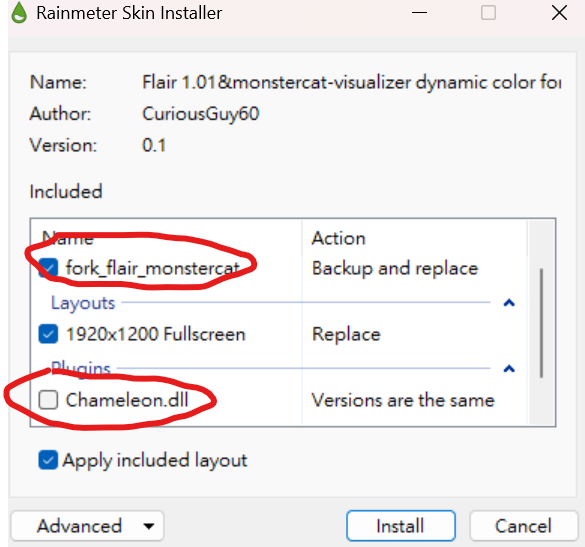 Rainmeter Skin Installer
Name: Flair 1.01&monstercat-visualizer dynamic color for
Author: CuriousGuy60
Version: 0.1
Included
Name Action
fork_flair_monstercat Backup and replace
Layouts
1920x1200 Fullscreen Replace
Plugins
Chameleon.dll Versions are the same
Apply included layout
Advanced Install Cancel